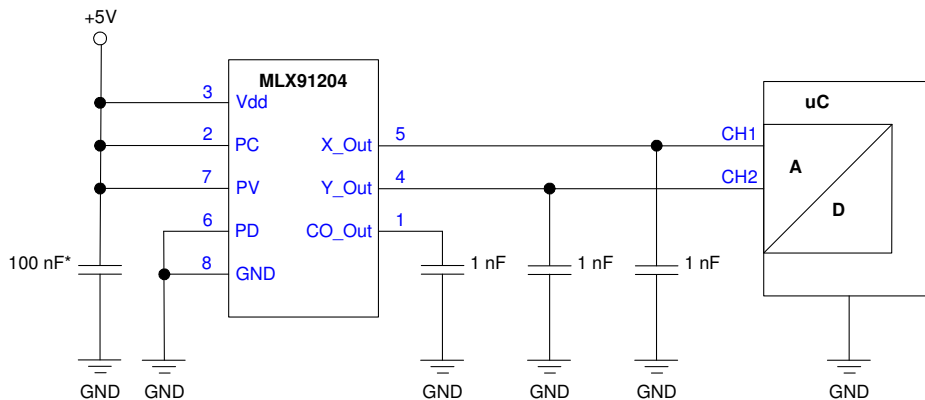 +5V
MLX91204
uC
3 Vdd
2 PC
X_Out 5
CH1
7 PV
Y_Out 4
CH2
A
D
6 PD
CO_Out 1
8 GND
100 nF*
1 nF
1 nF
1 nF
GND
GND
GND
GND
GND
GND